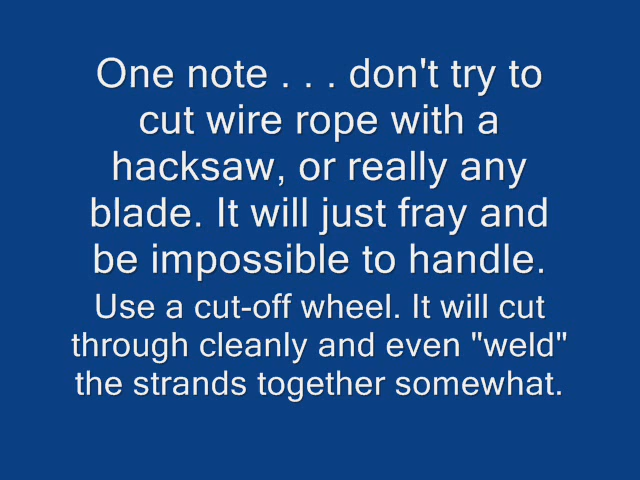 One note . . . don't try to
cut wire rope with a
hacksaw, or really any
blade. It will just fray and
be impossible to handle.
Use a cut-off wheel. It will cut
through cleanly and even "weld"
the strands together somewhat.